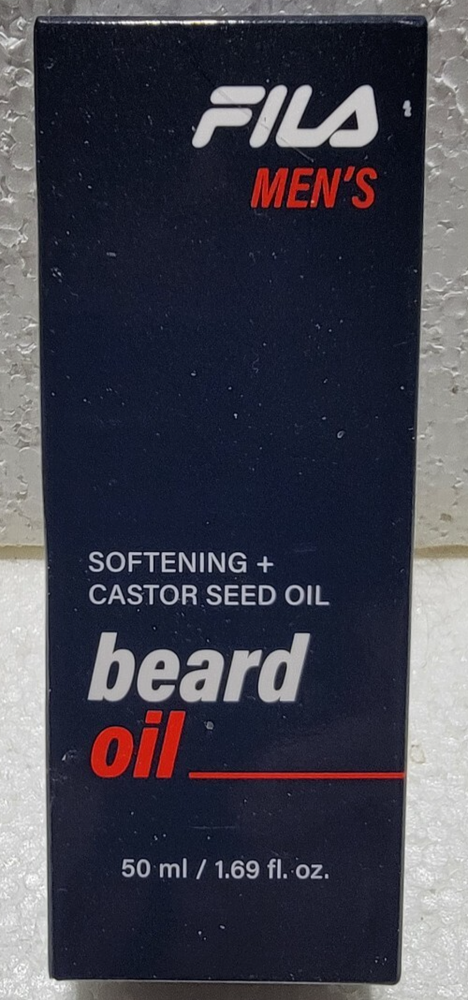 FILA
MEN'S
SOFTENING +
CASTOR SEED OIL
beard
oil
50 ml / 1.69 fl. oz.